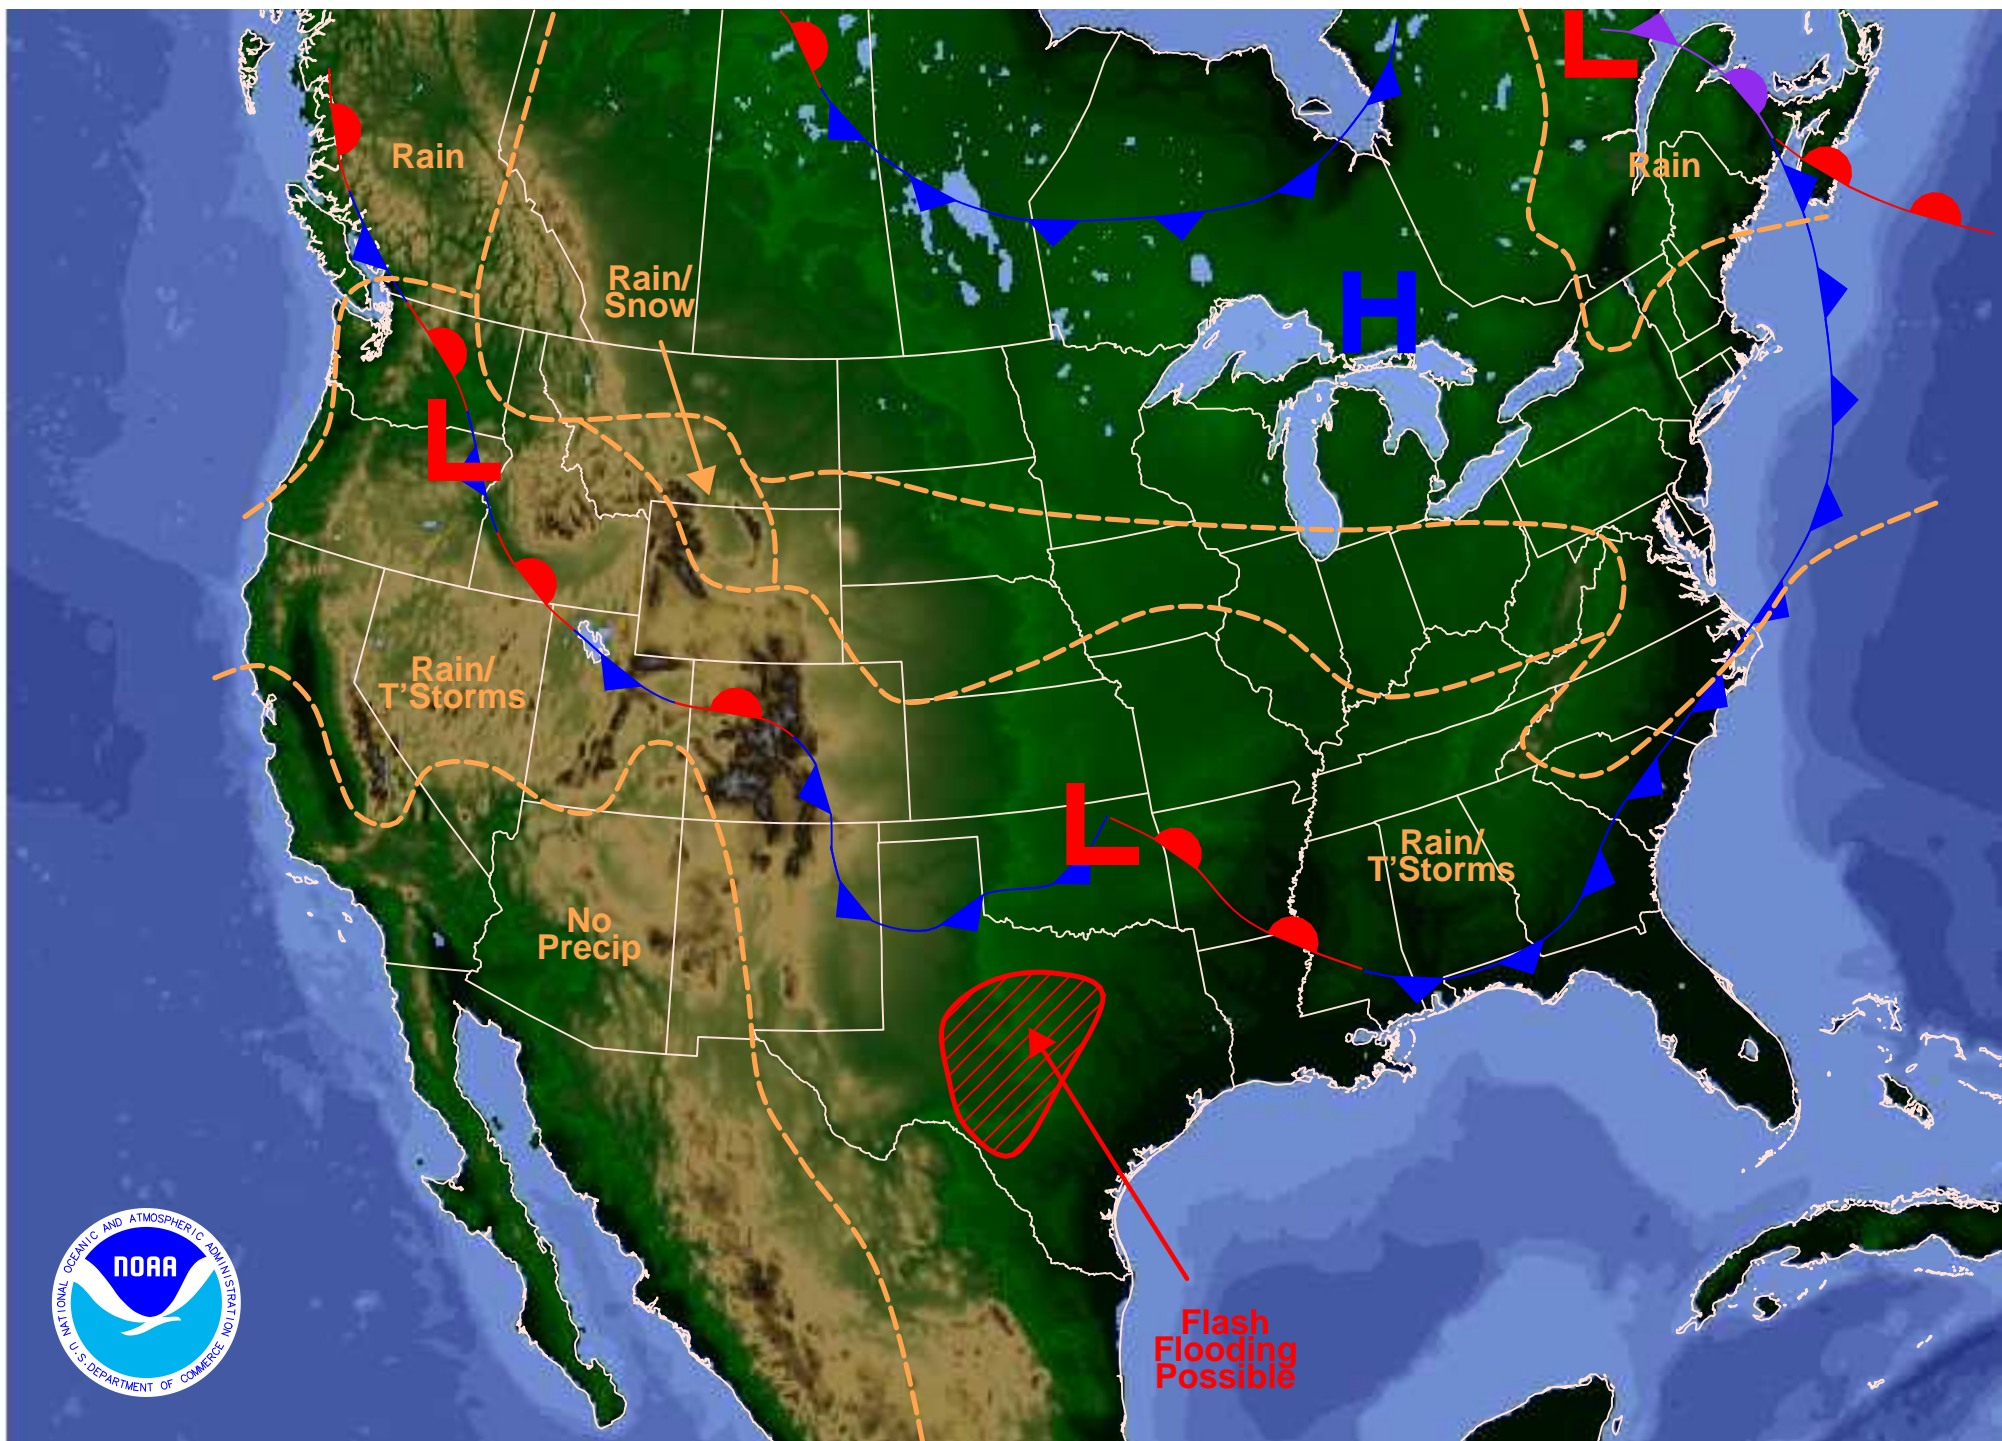 L
Rain
Rain
Rain/
Snow
H
L
Rain/
T'Storms
L
Rain/
T'Storms
No
Precip
Flash
Flooding
Possible
NATIONAL OCEANIC AND ATMOSPHERIC ADMINISTRATION
NOAA
U.S. DEPARTMENT OF COMMERCE